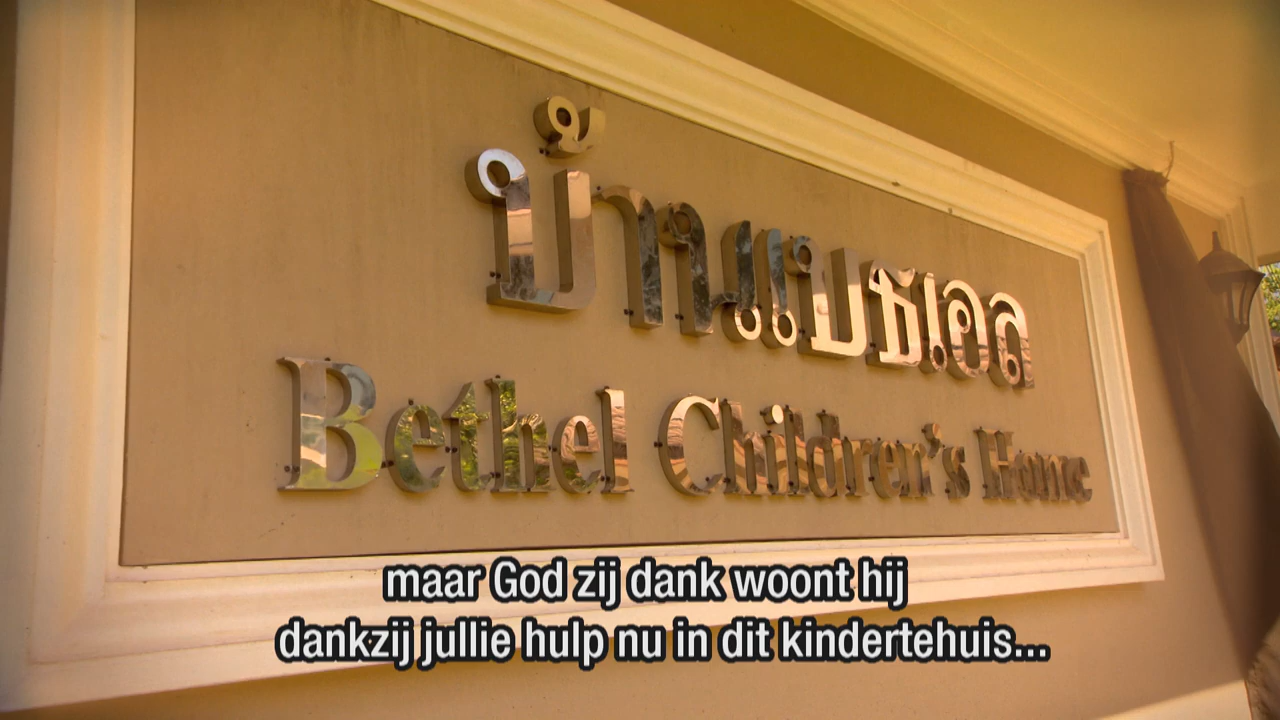 บ้านเบธเอล
Bethel Children's Home
maar God zij dank woont hij
dankzij jullie hulp nu in dit kindertehuis...